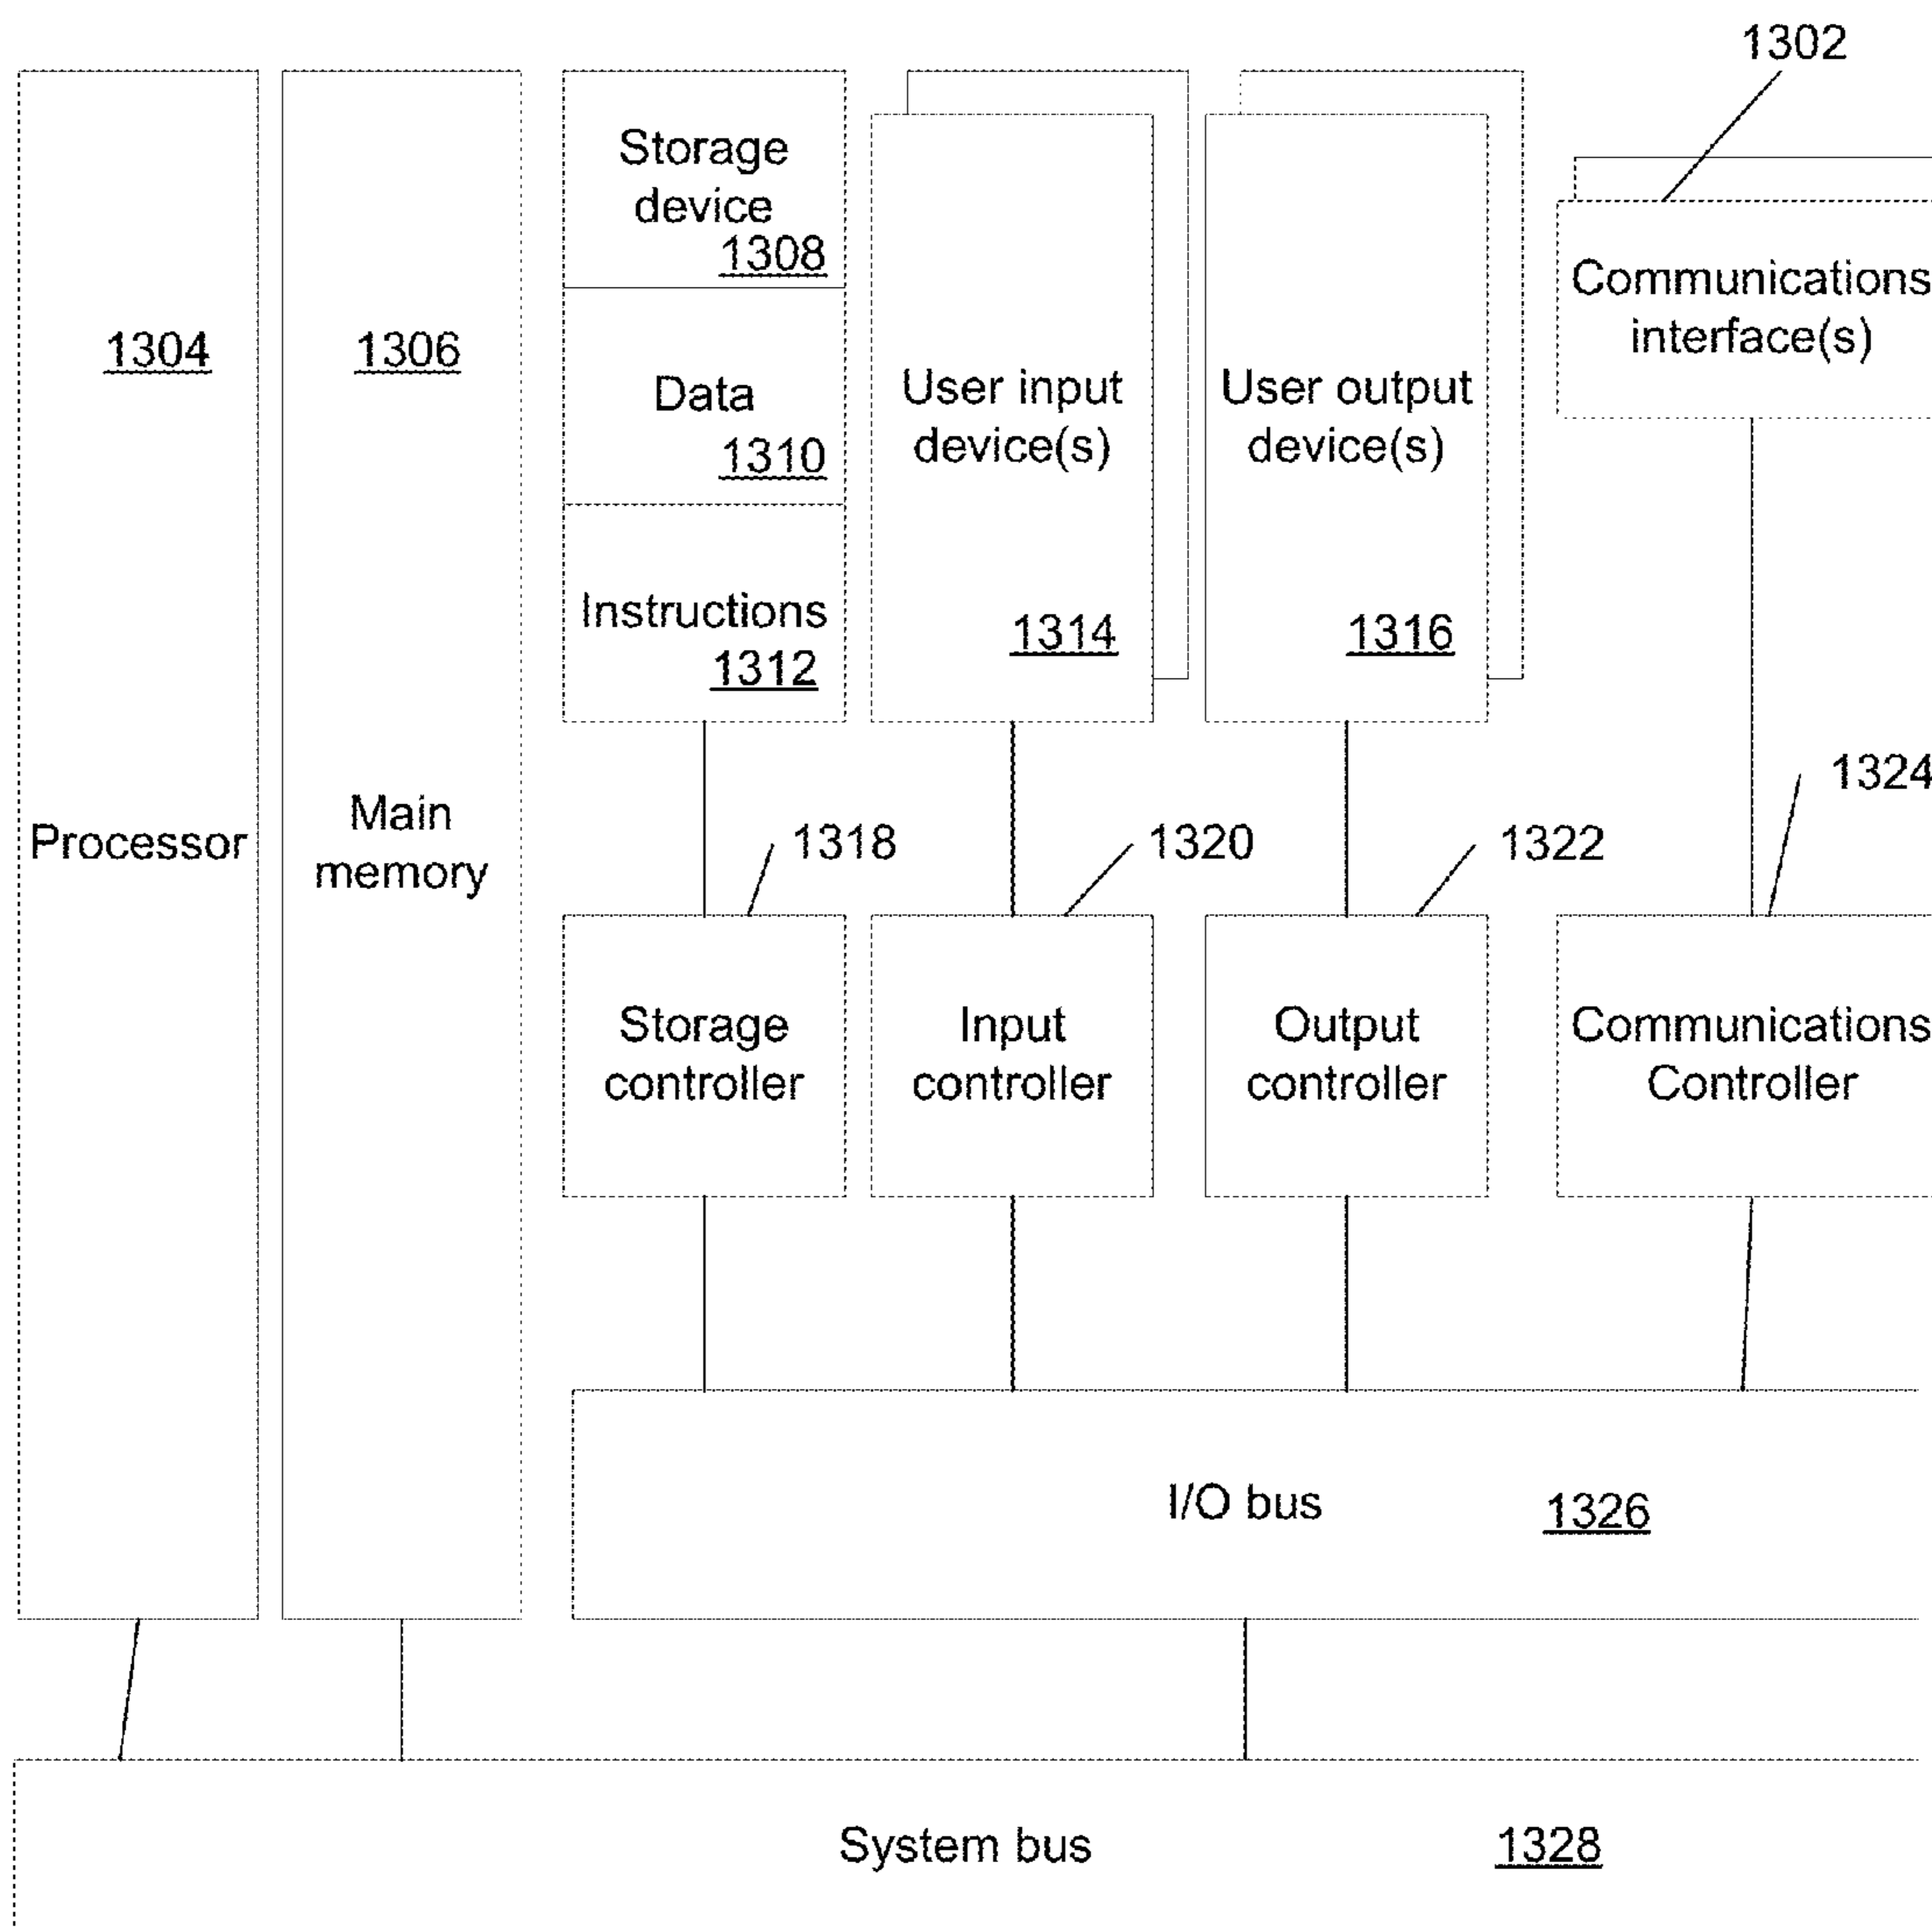 1302
Storage
device
1308
1304
1306
Communications
interface(s)
Data
1310
User input
device(s)
User output
device(s)
Instructions
1312
1314
1316
1324
Processor
Main
memory
1318
1320
1322
Storage
controller
Input
controller
Output
controller
Communications
Controller
I/O bus
1326
System bus
1328